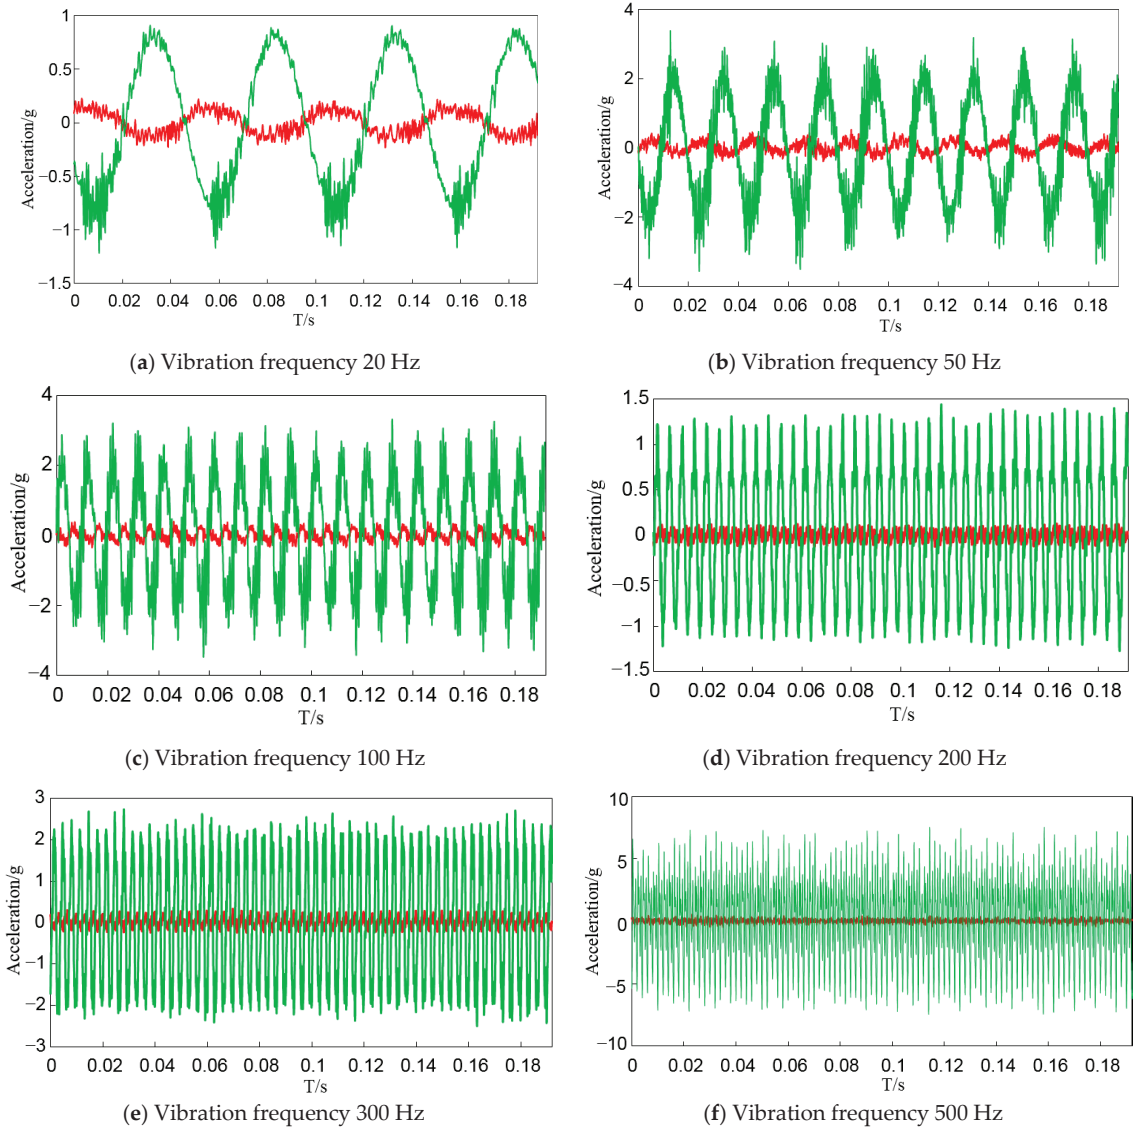 1
0.5
0
−0.5
−1
−1.5
Acceleration/g
0 0.02 0.04 0.06 0.08 0.1 0.12 0.14 0.16 0.18
T/s
(a) Vibration frequency 20 Hz
4
2
0
−2
−4
Acceleration/g
0 0.02 0.04 0.06 0.08 0.1 0.12 0.14 0.16 0.18
T/s
(b) Vibration frequency 50 Hz
4
2
0
−2
−4
Acceleration/g
0 0.02 0.04 0.06 0.08 0.1 0.12 0.14 0.16 0.18
T/s
(c) Vibration frequency 100 Hz
1.5
1
0.5
0
−0.5
−1
−1.5
Acceleration/g
0 0.02 0.04 0.06 0.08 0.1 0.12 0.14 0.16 0.18
T/s
(d) Vibration frequency 200 Hz
3
2
1
0
−1
−2
−3
Acceleration/g
0 0.02 0.04 0.06 0.08 0.1 0.12 0.14 0.16 0.18
T/s
(e) Vibration frequency 300 Hz
10
5
0
−5
−10
Acceleration/g
0 0.02 0.04 0.06 0.08 0.1 0.12 0.14 0.16 0.18
T/s
(f) Vibration frequency 500 Hz